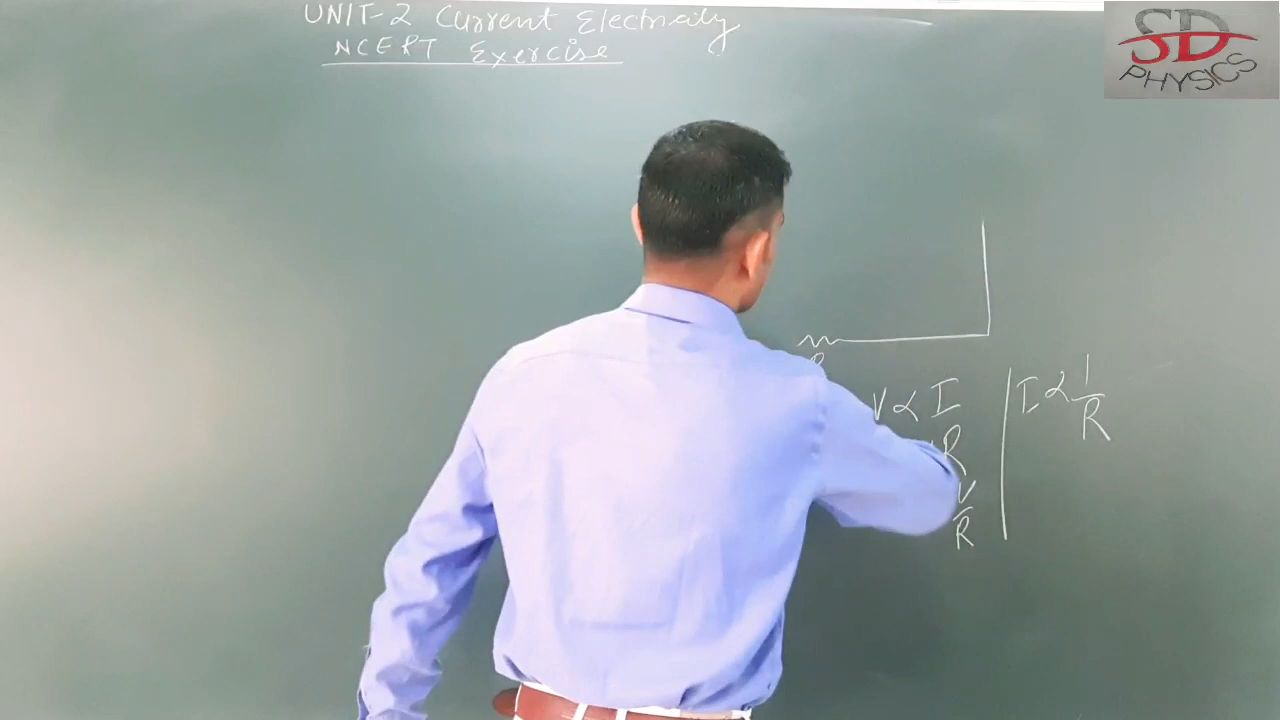 UNIT-2 Current Electricity
NCERT Exercise
SD
PHYSICS
V ∝ I
R
V
R
I ∝ 1/R